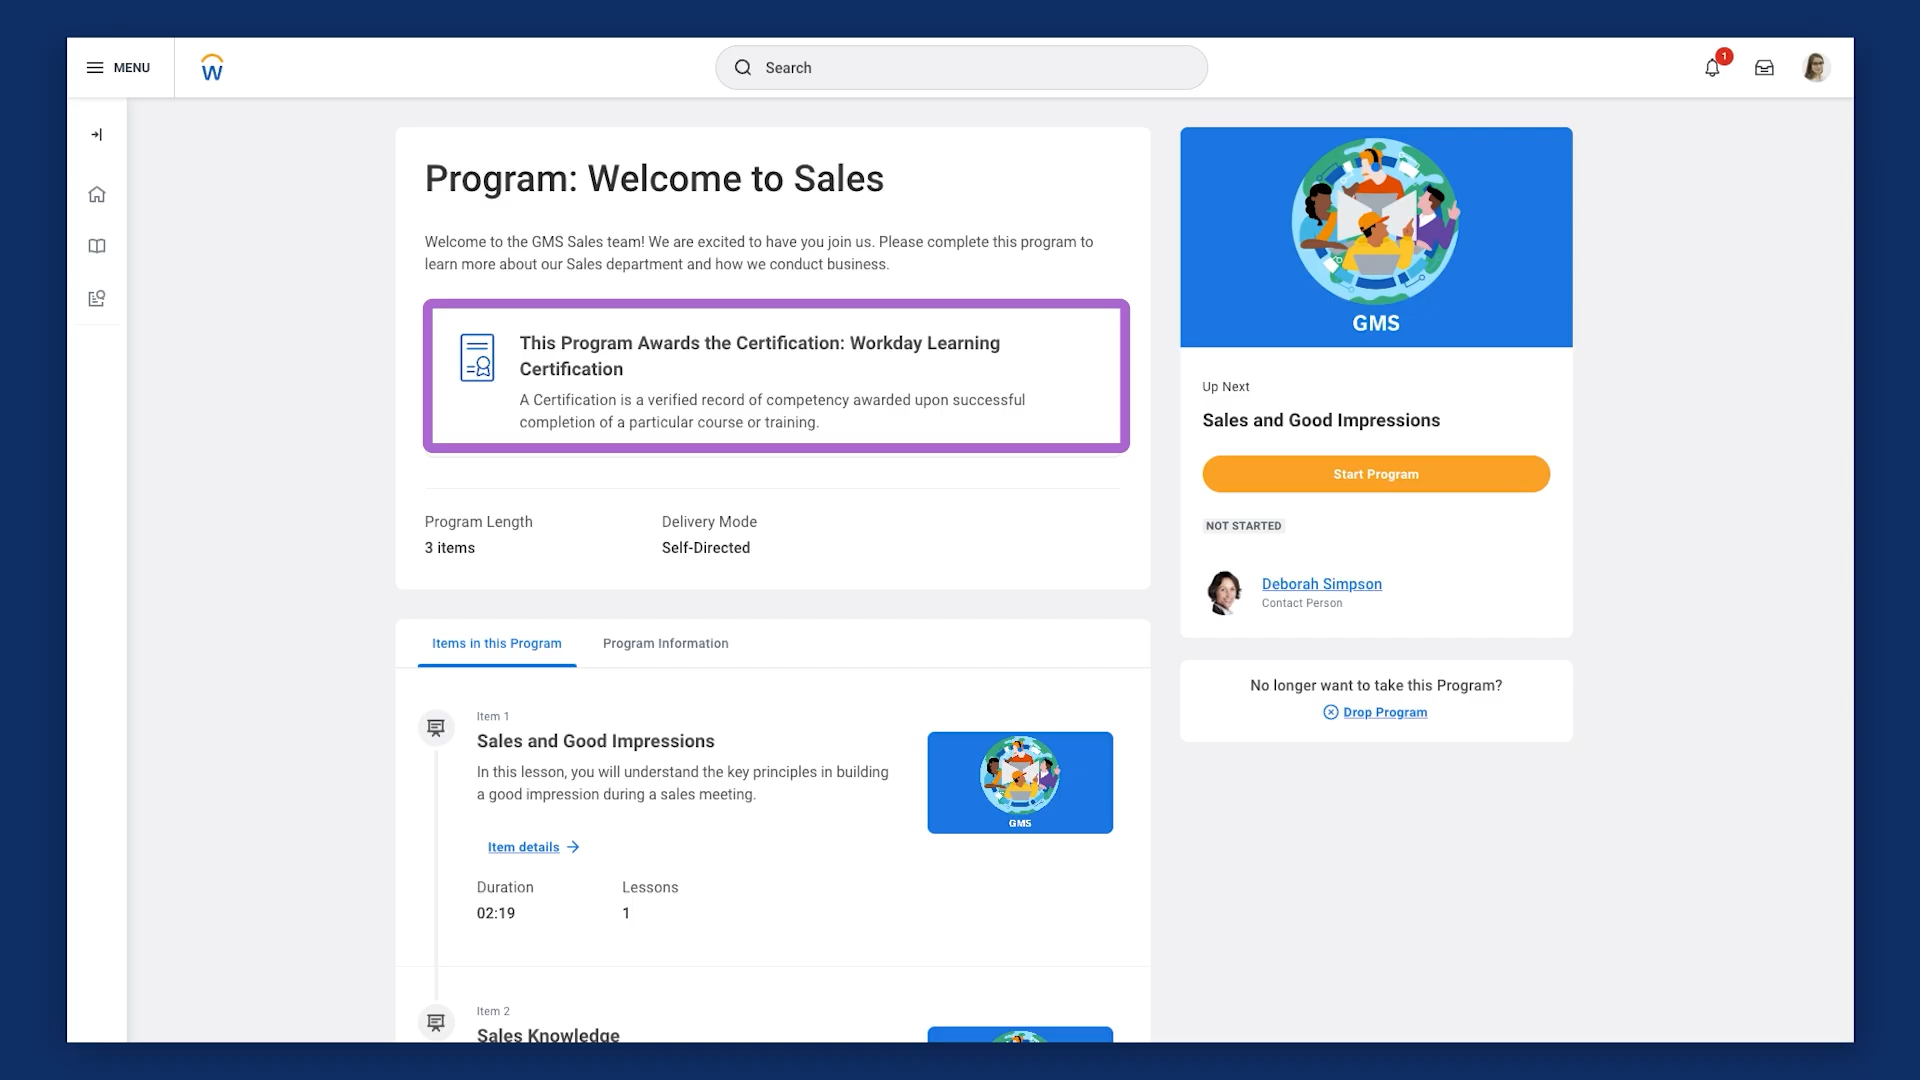 MENU
W
Search
1
Program: Welcome to Sales
Welcome to the GMS Sales team! We are excited to have you join us. Please complete this program to
learn more about our Sales department and how we conduct business.
This Program Awards the Certification: Workday Learning
Certification
A Certification is a verified record of competency awarded upon successful
completion of a particular course or training.
Program Length
3 items
Delivery Mode
Self-Directed
GMS
Up Next
Sales and Good Impressions
Start Program
NOT STARTED
Deborah Simpson
Contact Person
No longer want to take this Program?
Drop Program
Items in this Program
Program Information
Item 1
Sales and Good Impressions
In this lesson, you will understand the key principles in building
a good impression during a sales meeting.
Item details
Duration
02:19
Lessons
1
GMS
Item 2
Sales Knowledge